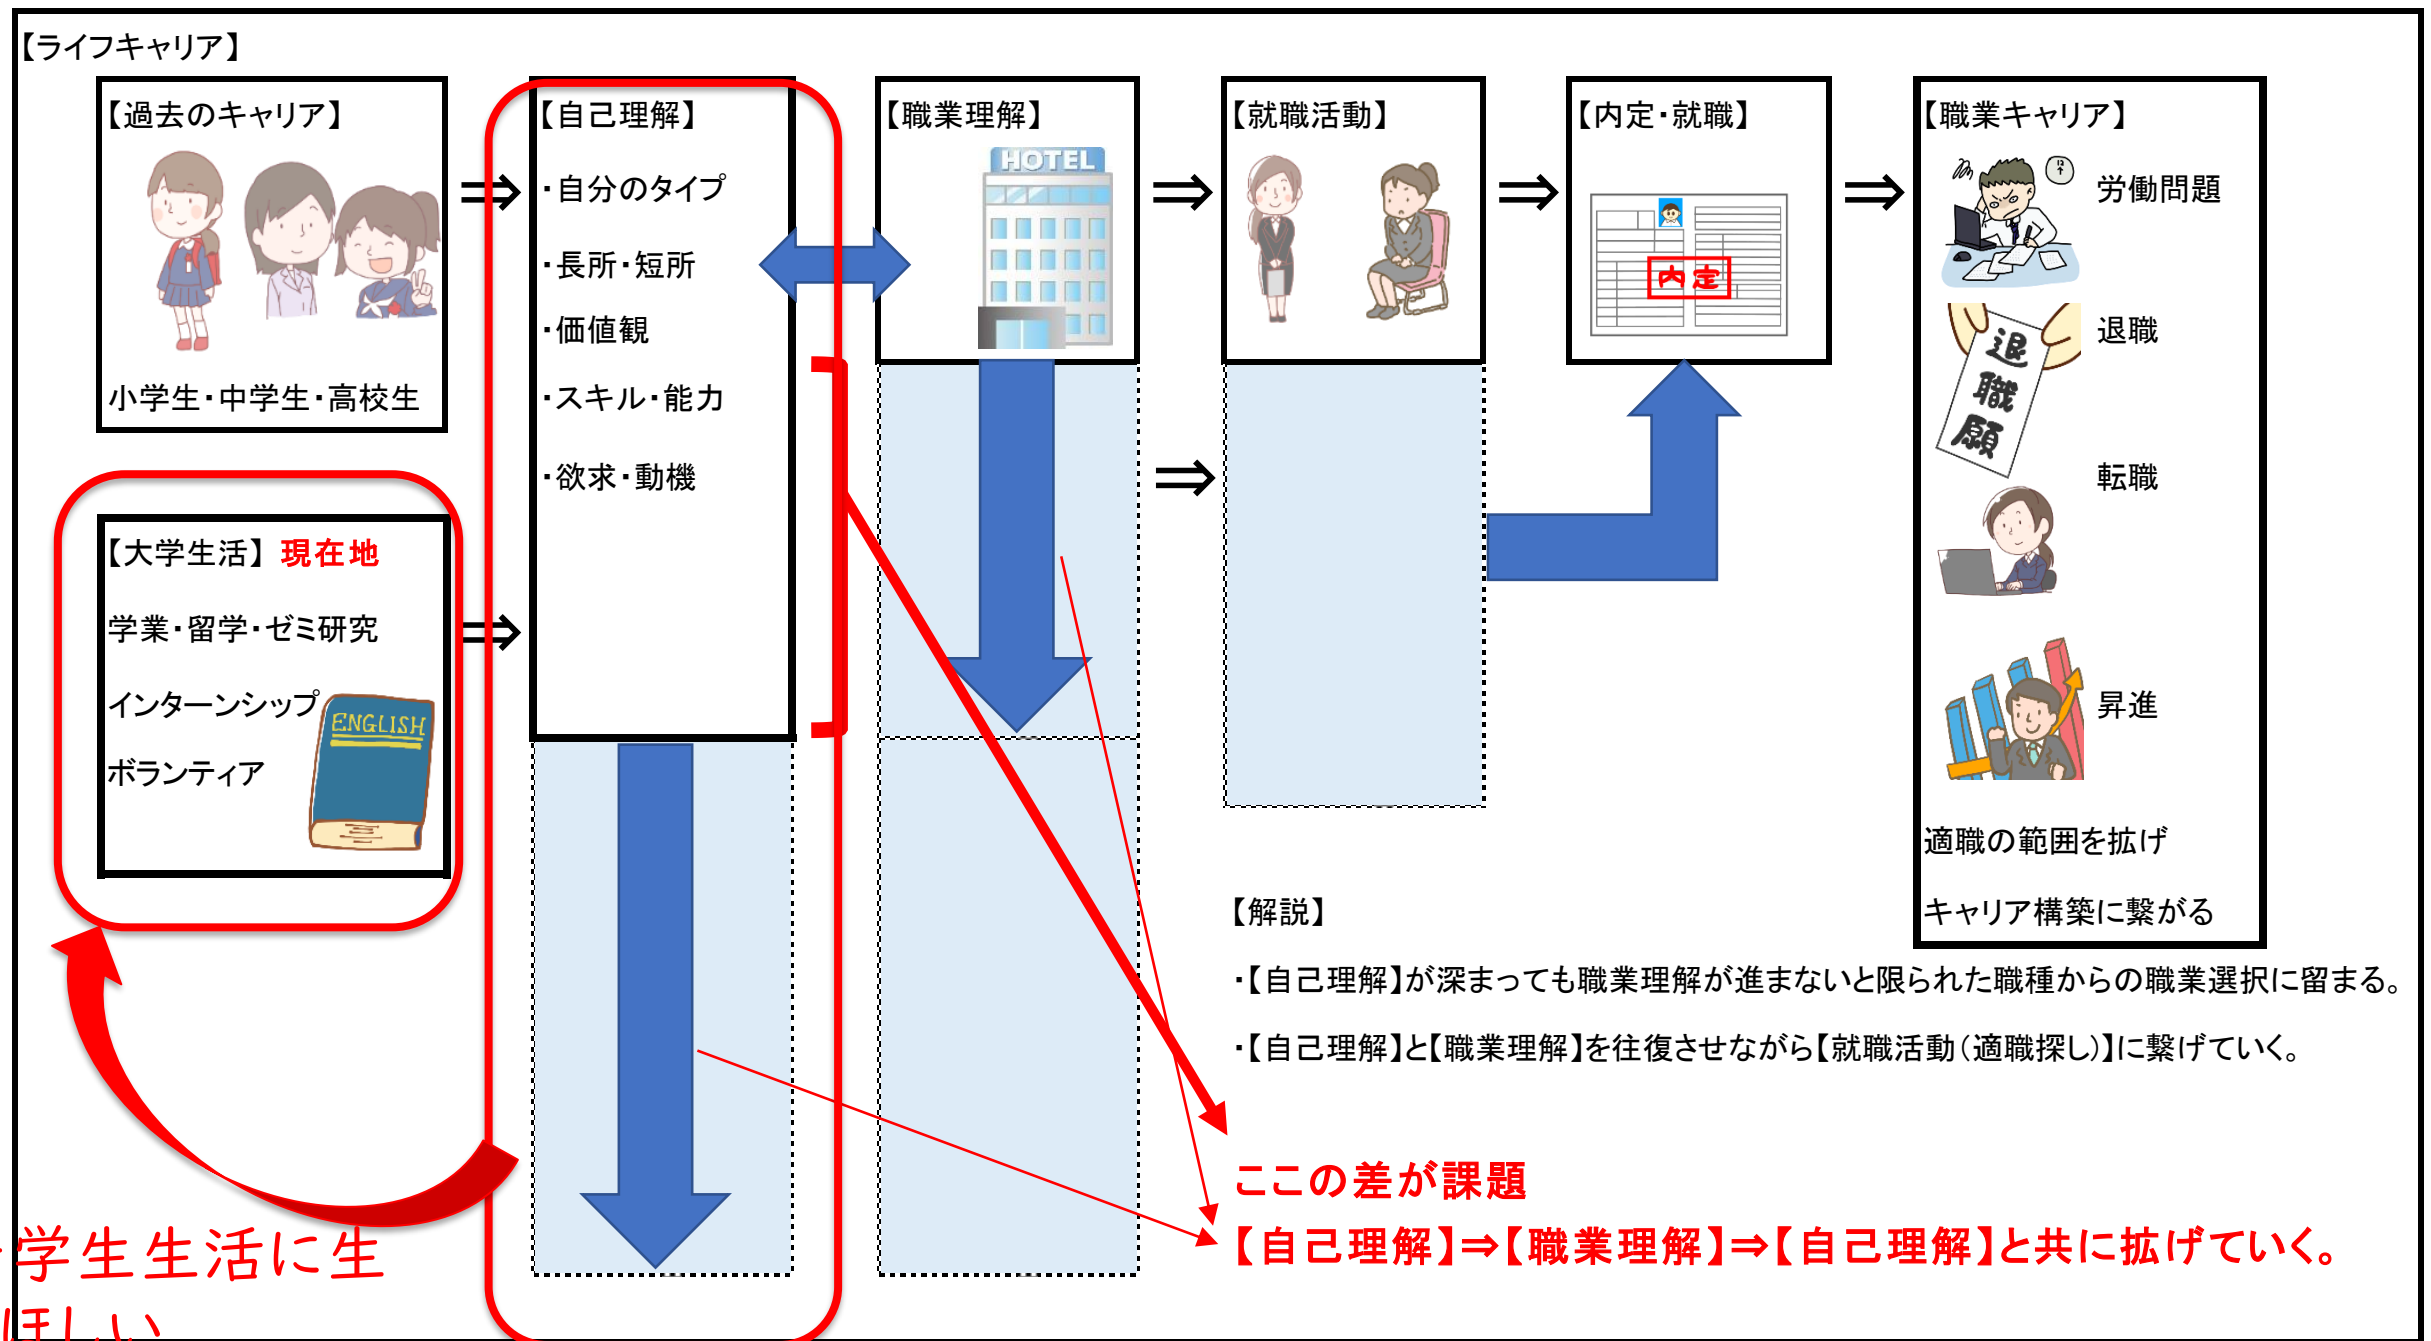 【ライフキャリア】
【過去のキャリア】
小学生・中学生・高校生
【大学生活】 現在地
学業・留学・ゼミ研究
インターンシップ
ボランティア
ENGLISH
【自己理解】
・自分のタイプ
・長所・短所
・価値観
・スキル・能力
・欲求・動機
【職業理解】
HOTEL
【就職活動】
【内定・就職】
内定
【職業キャリア】
労働問題
退職願
退職
転職
昇進
適職の範囲を拡げ
キャリア構築に繋がる
【解説】
・【自己理解】が深まっても職業理解が進まないと限られた職種からの職業選択に留まる。
・【自己理解】と【職業理解】を往復させながら【就職活動（適職探し）】に繋げていく。
ここの差が課題
【自己理解】⇒【職業理解】⇒【自己理解】と共に拡げていく。
学生生活に生
ほしい